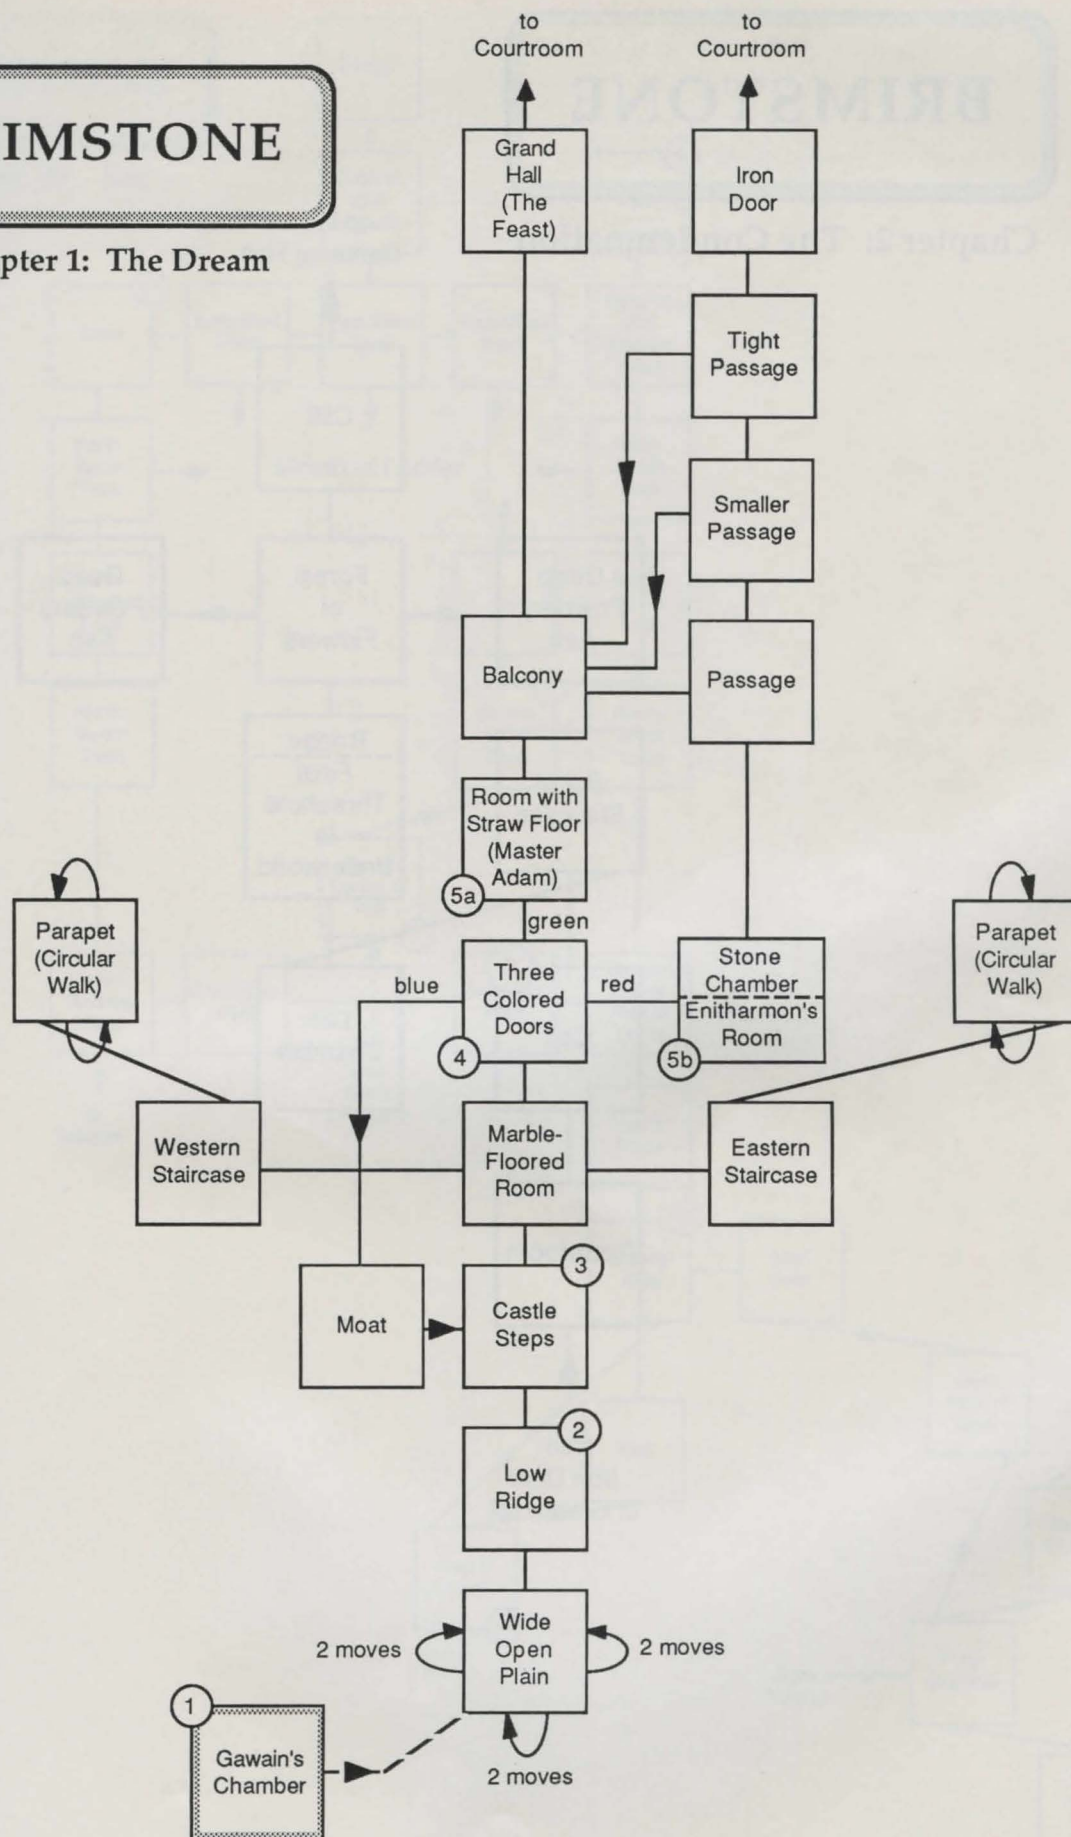 to
Courtroom
to
Courtroom
IMSTONE
pter 1: The Dream
Grand
Hall
(The
Feast)
Iron
Door
Tight
Passage
Smaller
Passage
Balcony
Passage
Room with
Straw Floor
(Master
Adam)
5a
green
Parapet
(Circular
Walk)
blue
Three
Colored
Doors
red
Stone
Chamber
Enitharmon's
Room
Parapet
(Circular
Walk)
4
5b
Western
Staircase
Marble-
Floored
Room
Eastern
Staircase
3
Moat
Castle
Steps
2
Low
Ridge
2 moves
Wide
Open
Plain
2 moves
1
Gawain's
Chamber
2 moves
BRIMSTONE